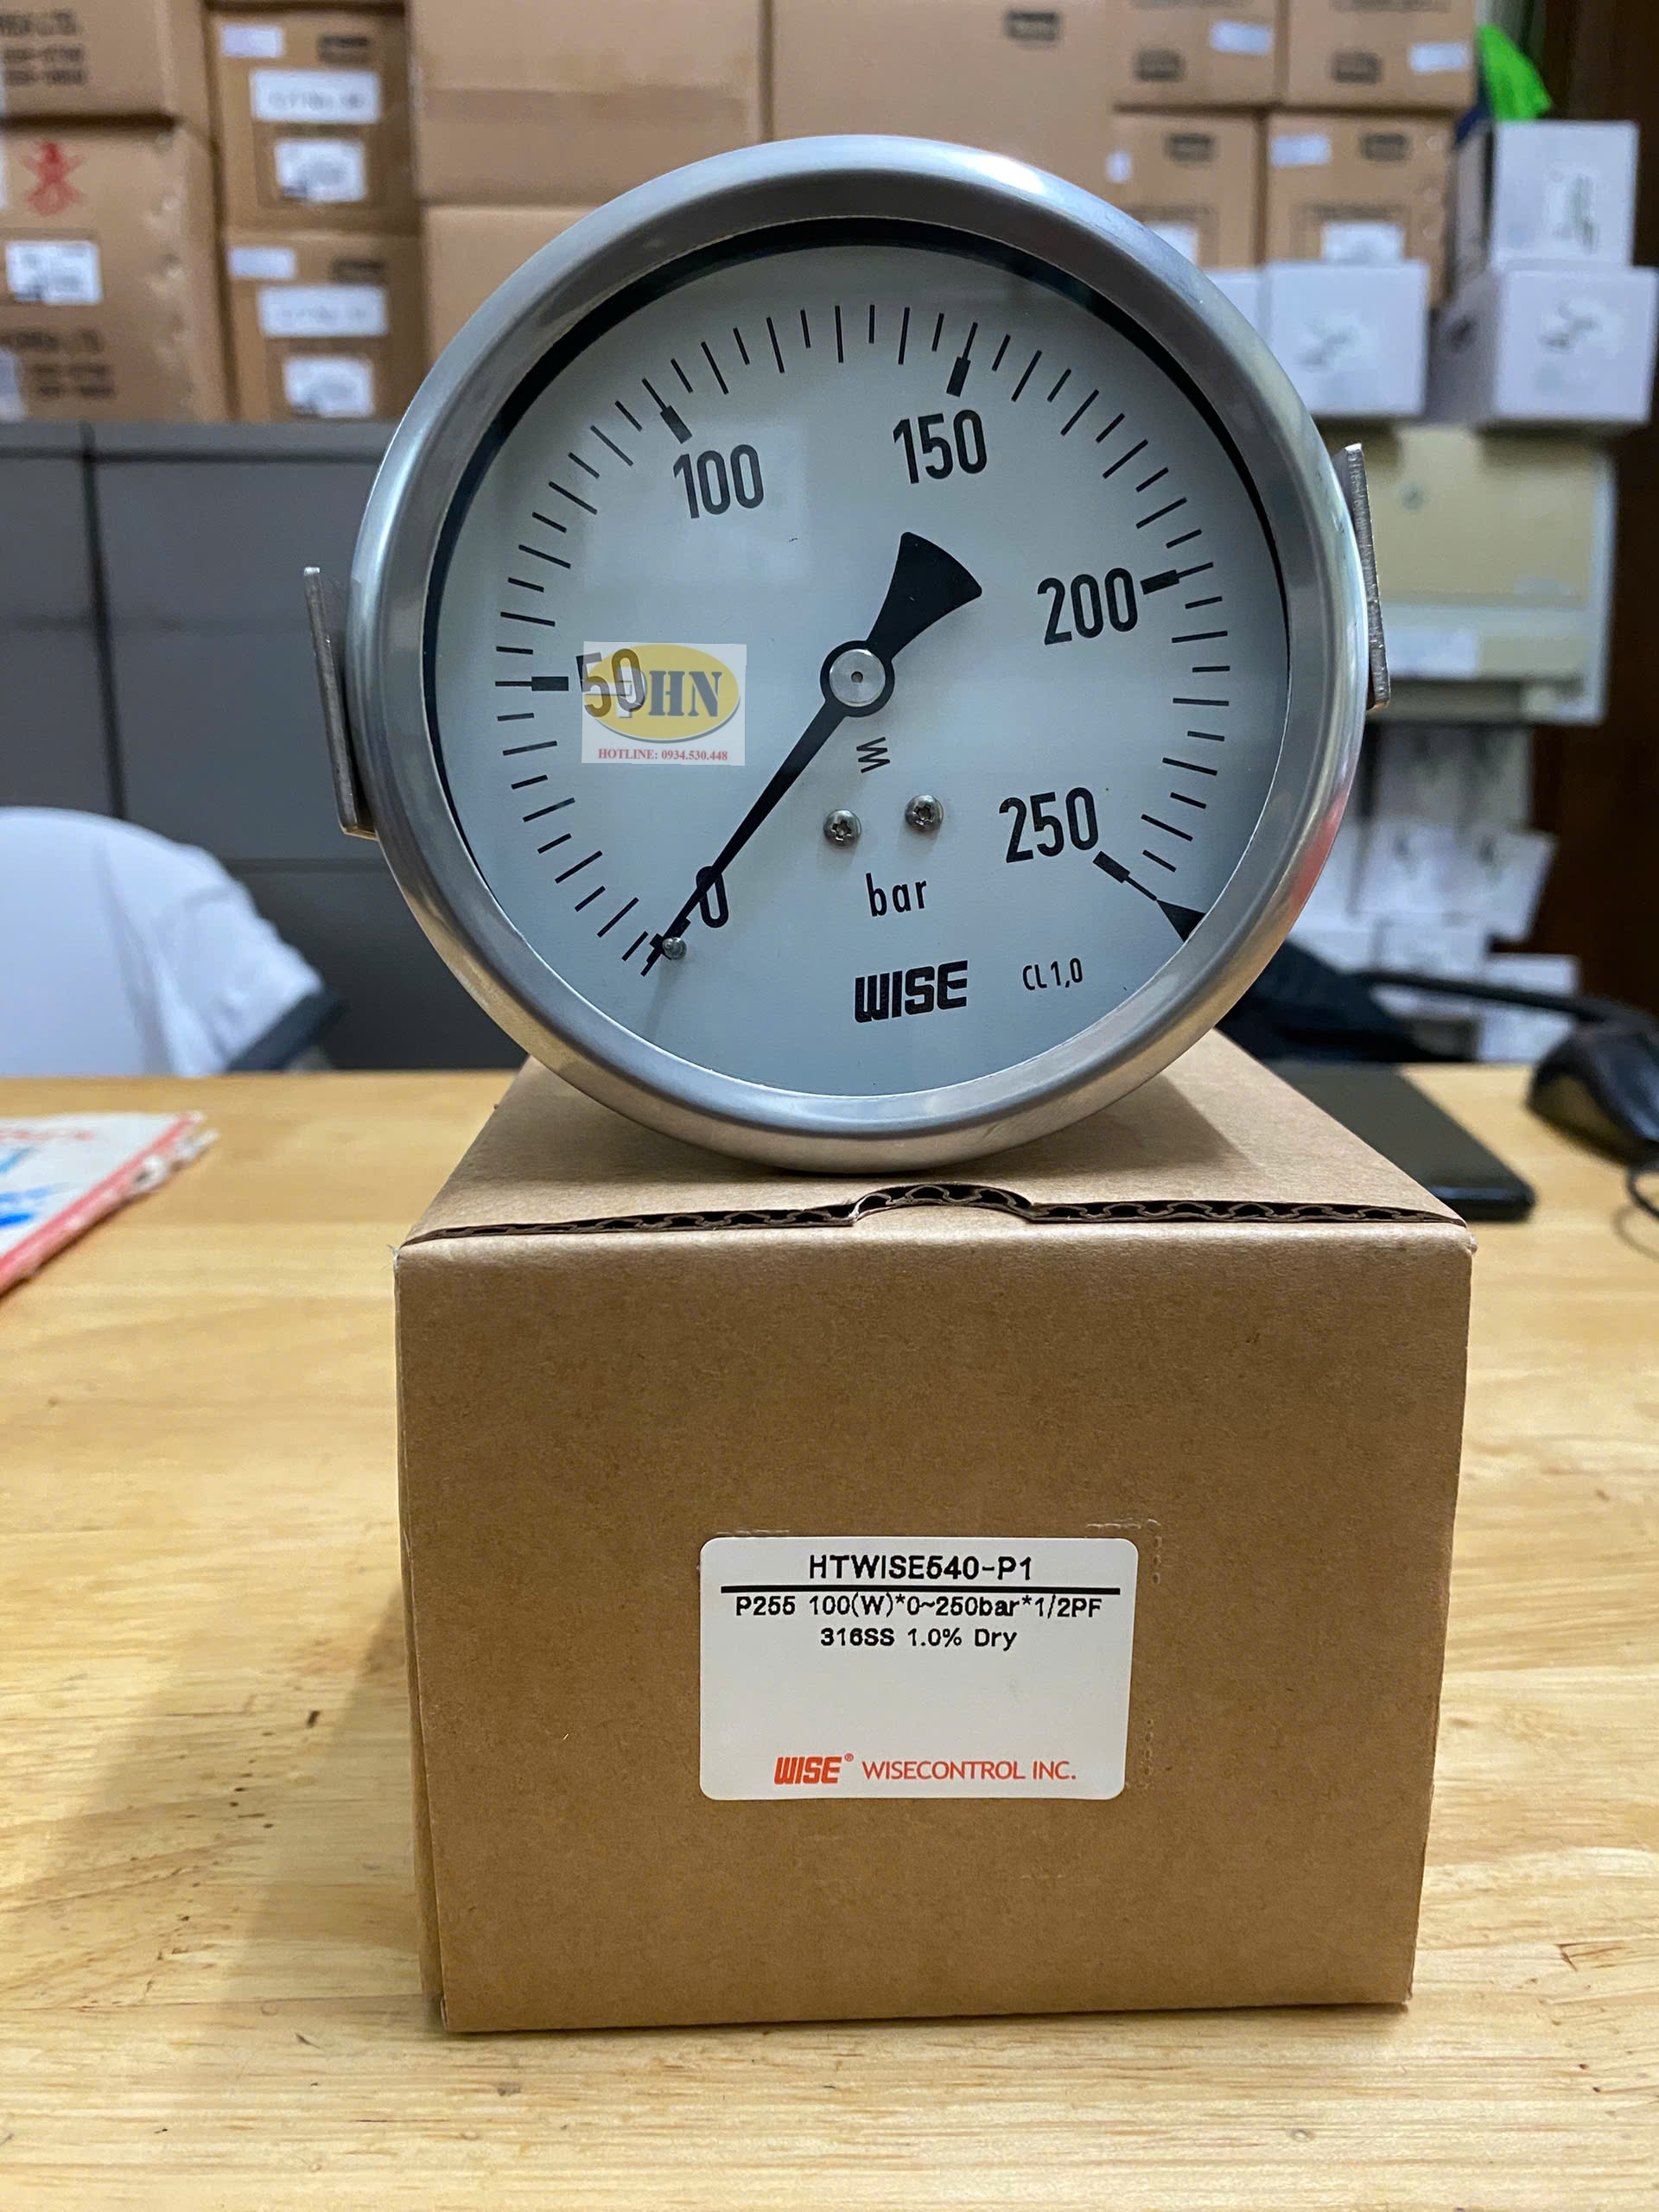 100
150
50
200
PHN
HOTLINE: 0934.530.448
W
250
0
bar
WISE
CL 1,0
HTWISE540-P1
P255 100(W)*0~250bar*1/2PF
316SS 1.0% Dry
WISE® WISECONTROL INC.